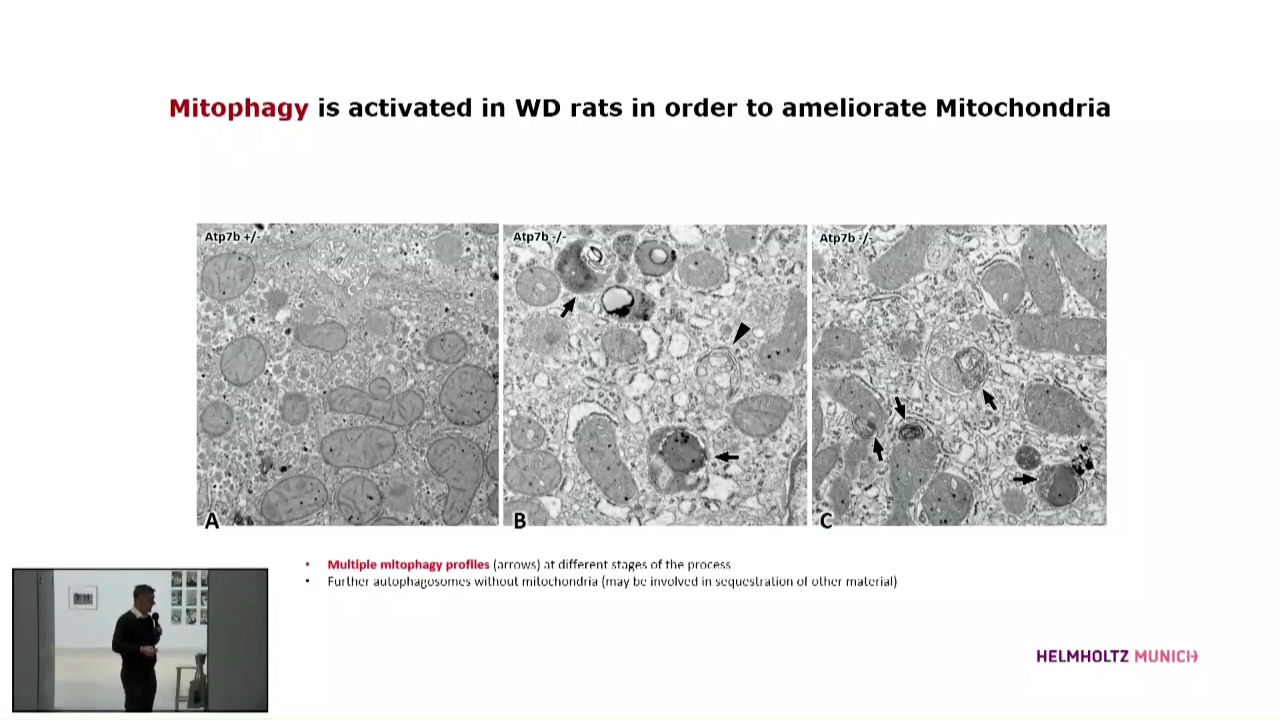 Mitophagy is activated in WD rats in order to ameliorate Mitochondria
Atp7b +/-
Atp7b -/-
Atp7b -/-
A
B
C
• Multiple mitophagy profiles (arrows) at different stages of the process
• Further autophagosomes without mitochondria (may be involved in sequestration of other material)
HELMHOLTZ MUNICH